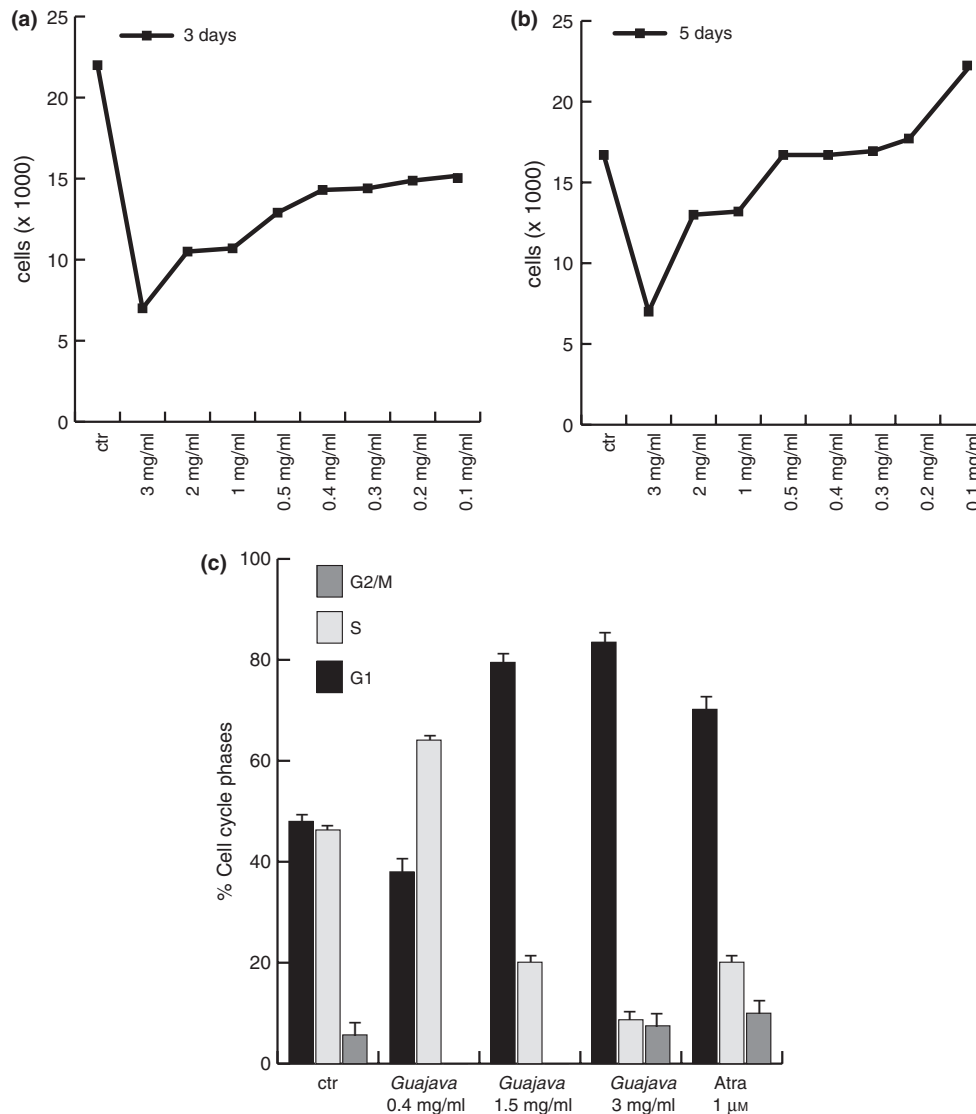 (a)
3 days
25
20
15
10
5
0
cells (x 1000)
ctr
3 mg/ml
2 mg/ml
1 mg/ml
0.5 mg/ml
0.4 mg/ml
0.3 mg/ml
0.2 mg/ml
0.1 mg/ml
(b)
5 days
25
20
15
10
5
0
cells (x 1000)
ctr
3 mg/ml
2 mg/ml
1 mg/ml
0.5 mg/ml
0.4 mg/ml
0.3 mg/ml
0.2 mg/ml
0.1 mg/ml
(c)
G2/M
S
G1
100
80
60
40
20
0
% Cell cycle phases
ctr
Guajava
0.4 mg/ml
Guajava
1.5 mg/ml
Guajava
3 mg/ml
Atra
1 μM